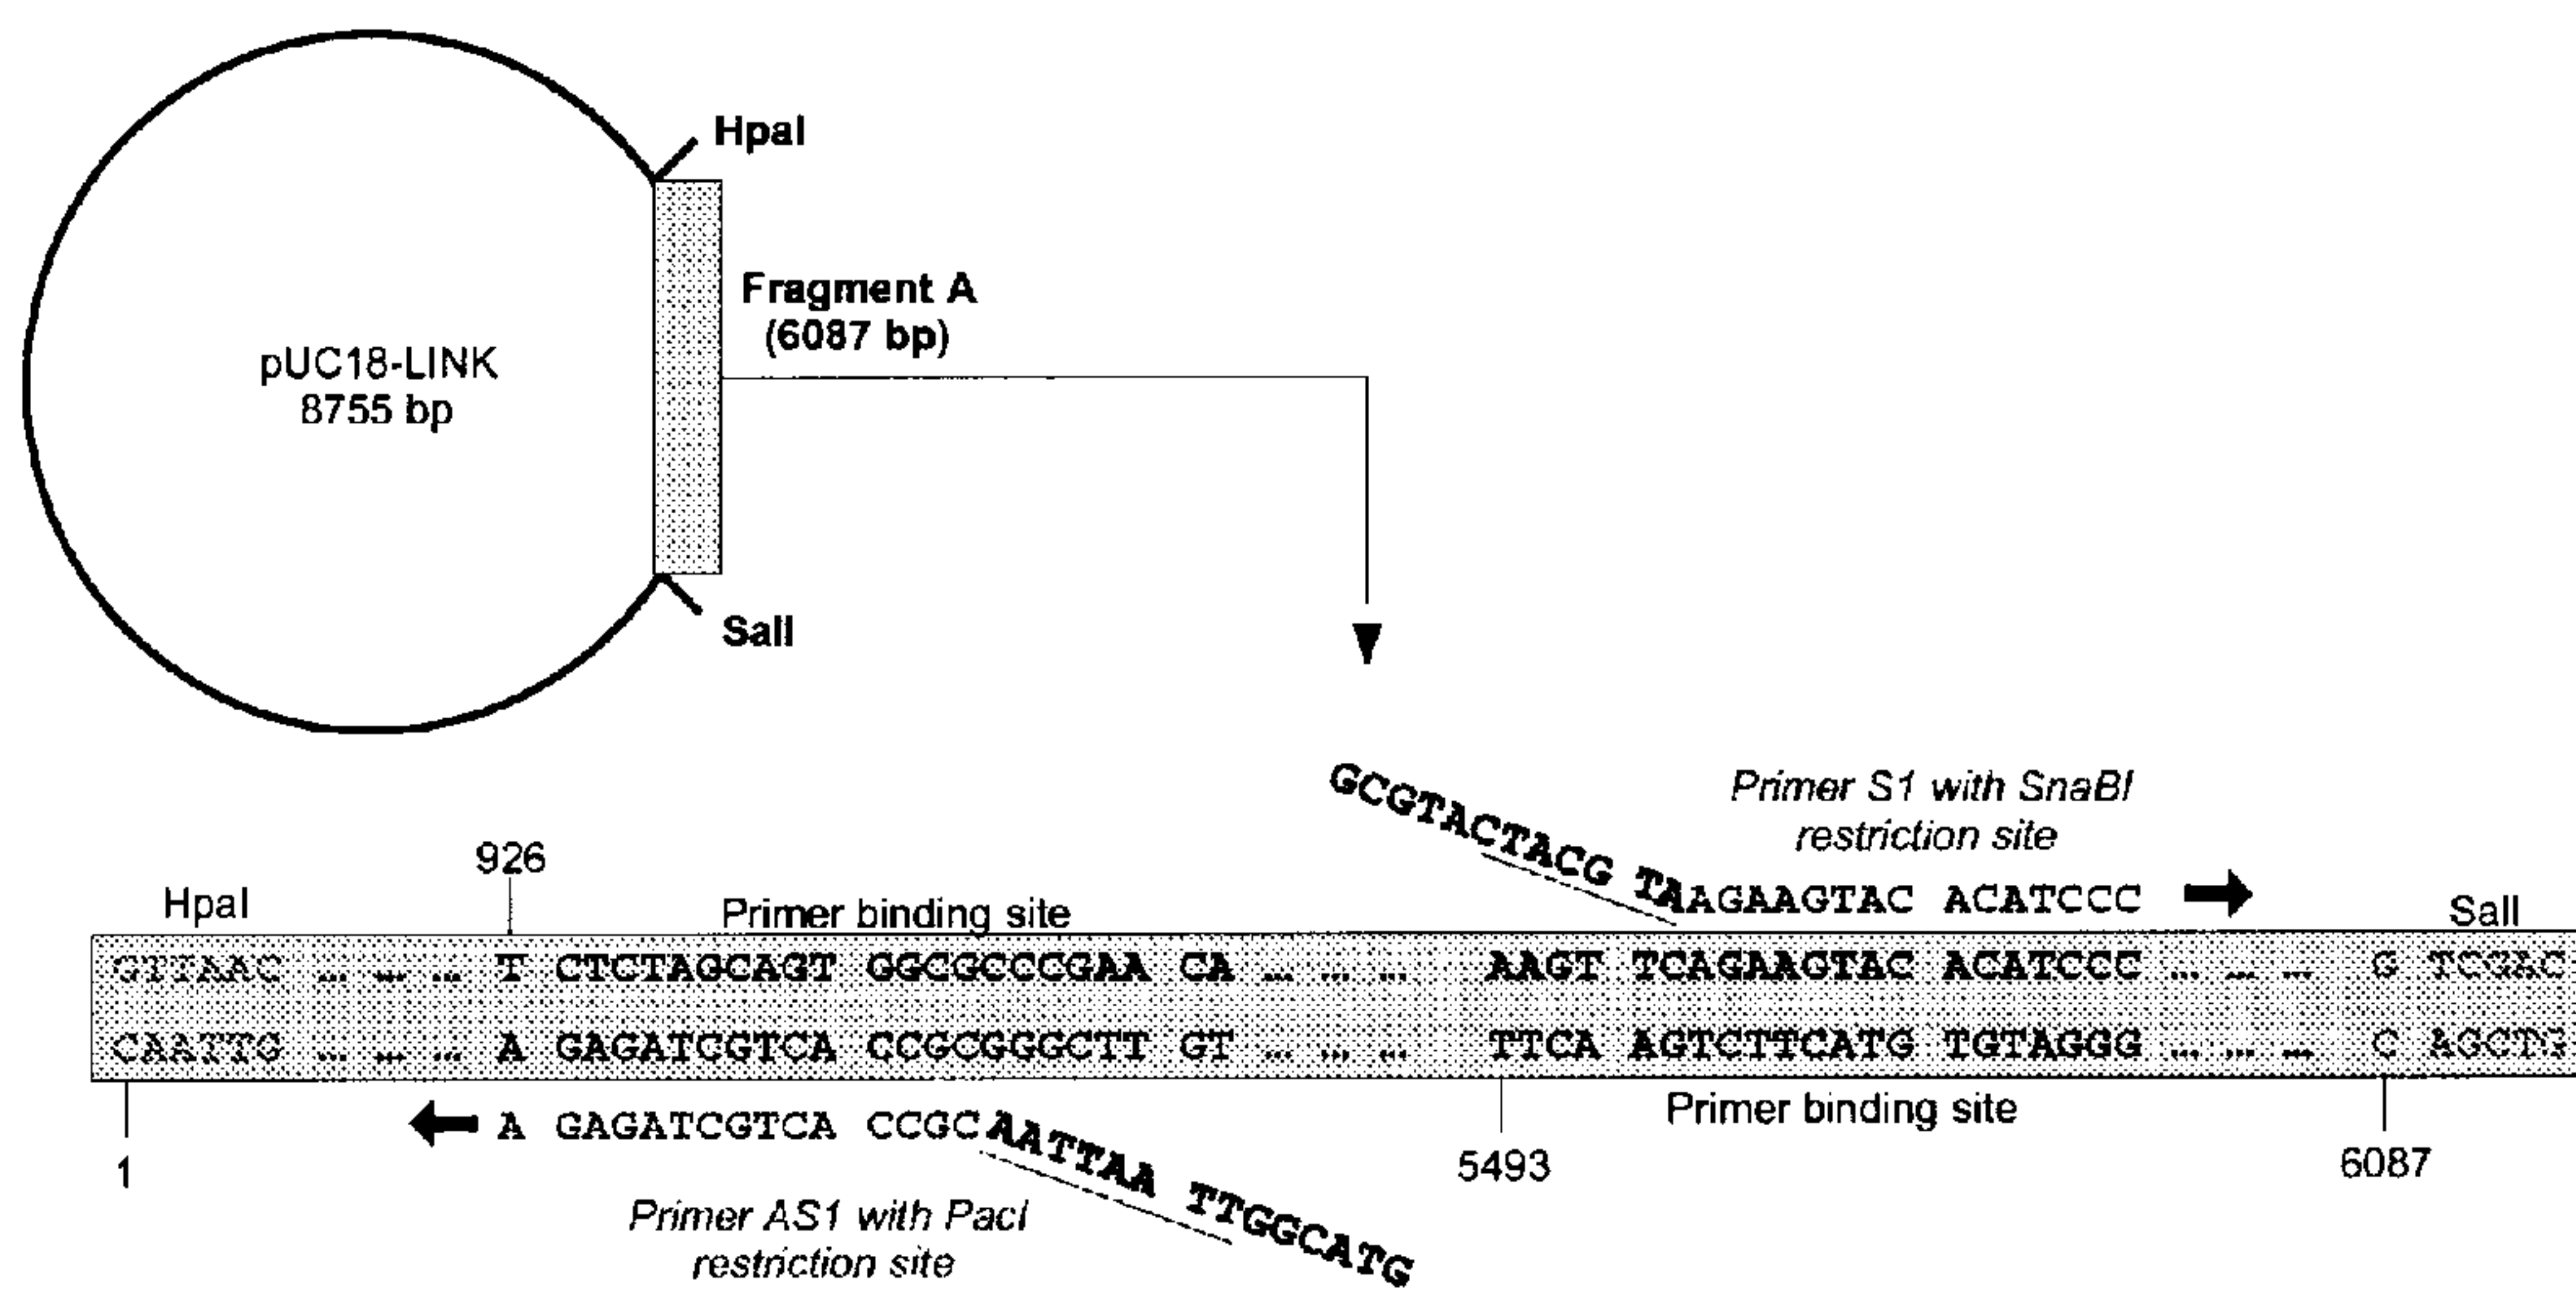 HpaI
Fragment A
(6087 bp)
pUC18-LINK
8755 bp
SalI
GCGTACTACG TAAGAAGTAC ACATCCC
Primer S1 with SnaBI
restriction site
926
HpaI
Primer binding site
SalI
GTTAAC ... ... ... T CTCTAGCAGT GGCGCCCGAA CA ... ... ... AAGT TCAGAAGTAC ACATCCC ... ... ... G TCGAC
CAATTG ... ... ... A GAGATCGTCA CCGCGGGCTT GT ... ... ... TTCA AGTCTTCATG TGTAGGG ... ... ... C AGCTG
A GAGATCGTCA CCGCAATTAA TTGGCATG
Primer binding site
1
5493
6087
Primer AS1 with PacI
restriction site